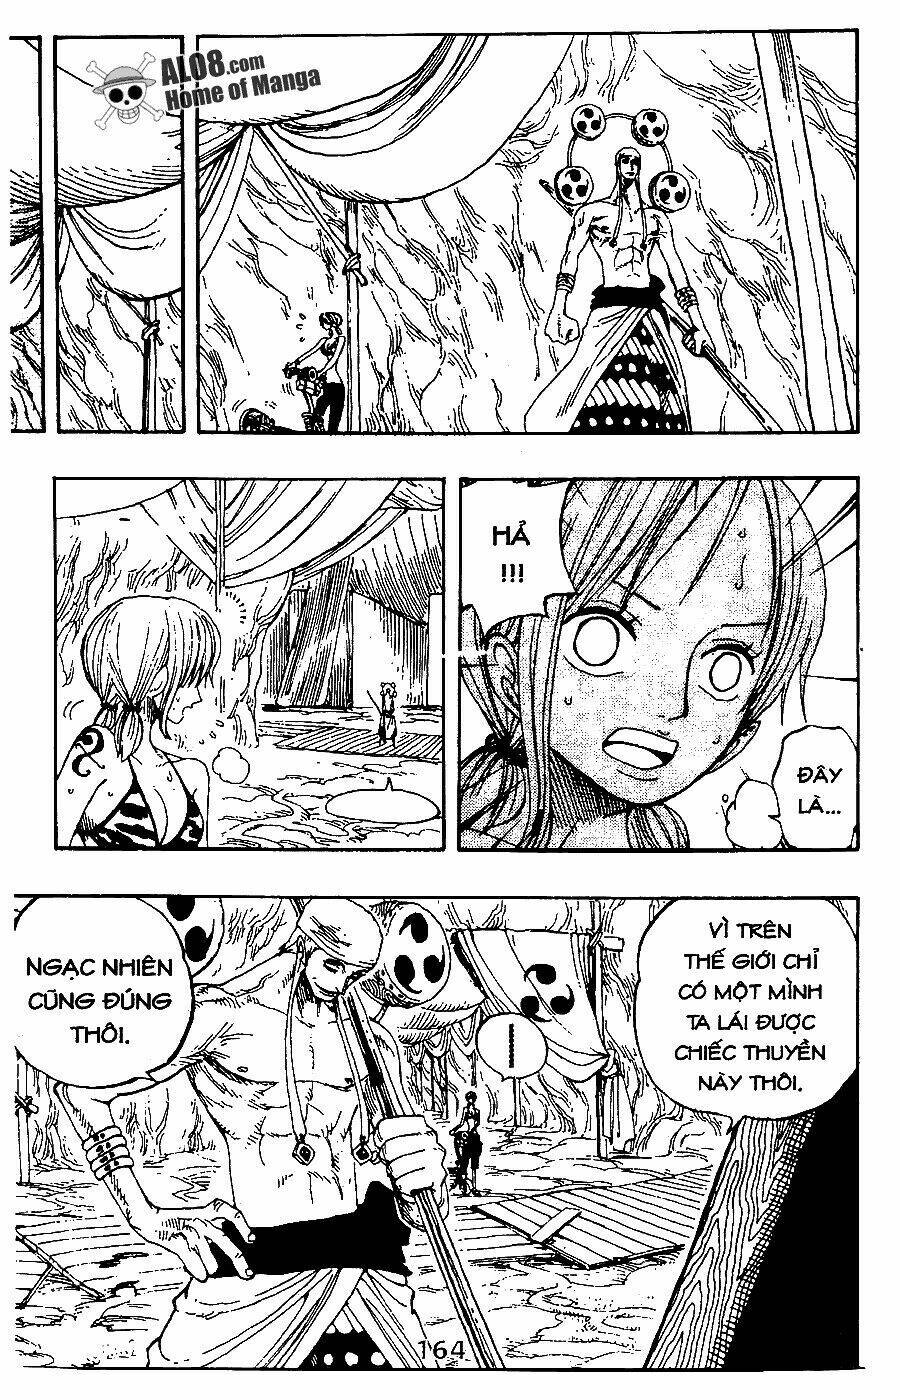 ALO8.com
Home of Manga
HẢ
!!!
ĐÂY
LÀ...
NGẠC NHIÊN
CŨNG ĐÚNG
THÔI.
VÌ TRÊN
THẾ GIỚI CHỈ
CÓ MỘT MÌNH
TA LÁI ĐƯỢC
CHIẾC THUYỀN
NÀY THÔI.
164